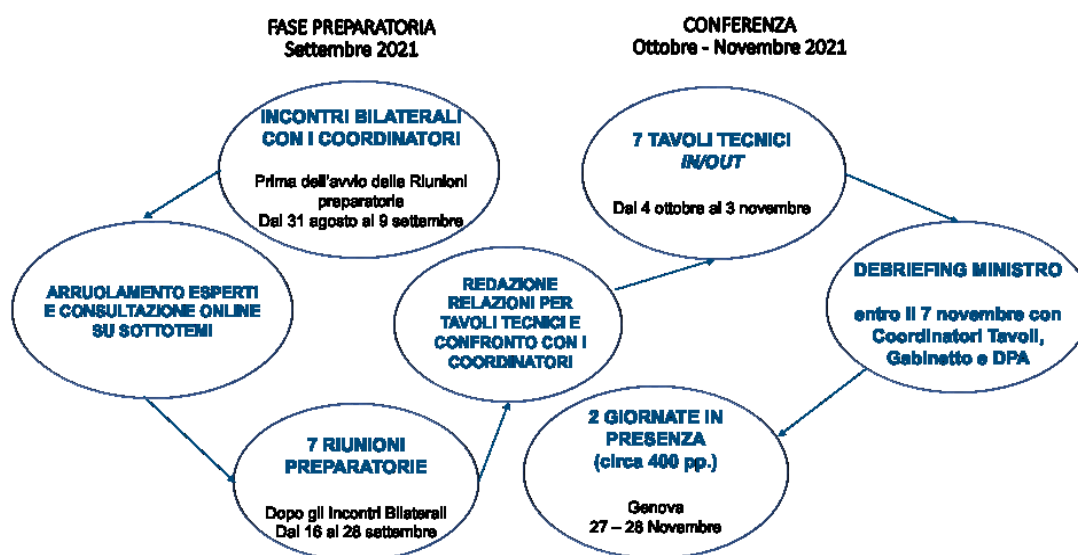 FASE PREPARATORIA
Settembre 2021
CONFERENZA
Ottobre - Novembre 2021
INCONTRI BILATERALI
CON I COORDINATORI
Prima dell'avvio delle Riunioni
preparatorie
Dal 31 agosto al 9 settembre
ARRUOLAMENTO ESPERTI
E CONSULTAZIONE ONLINE
SU SOTTOTEMI
7 RIUNIONI
PREPARATORIE
Dopo gli Incontri Bilaterali
Dal 16 al 28 settembre
REDAZIONE
RELAZIONI PER
TAVOLI TECNICI E
CONFRONTO CON I
COORDINATORI
7 TAVOLI TECNICI
IN/OUT
Dal 4 ottobre al 3 novembre
DEBRIEFING MINISTRO
entro il 7 novembre con
Coordinatori Tavoli,
Gabinetto e DPA
2 GIORNATE IN
PRESENZA
(circa 400 pp.)
Genova
27 – 28 Novembre